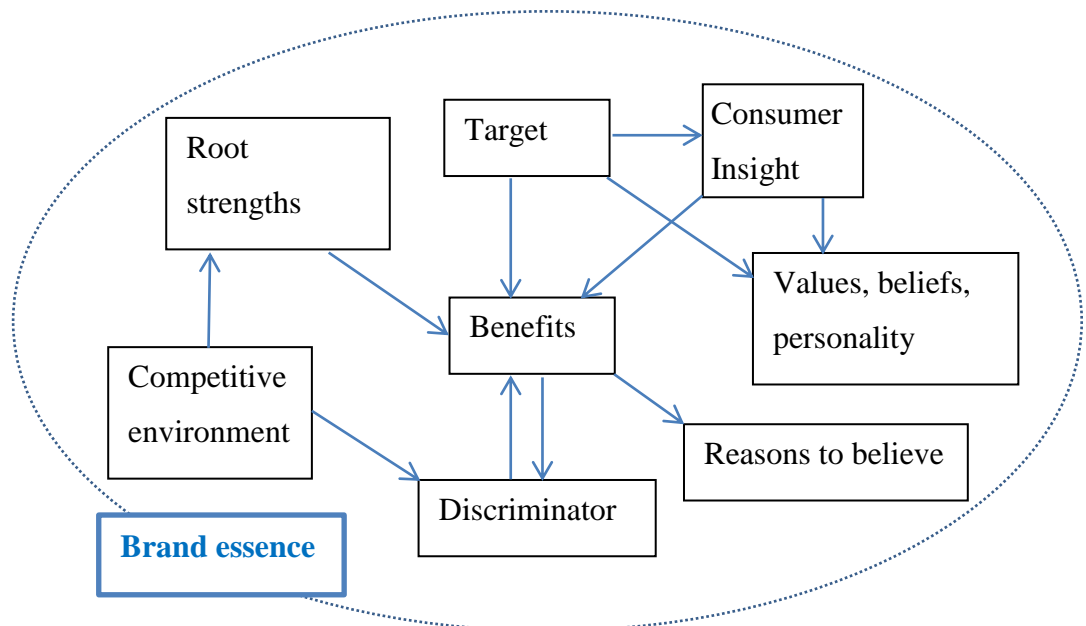 Root
strengths
Target
Consumer
Insight
Values, beliefs,
personality
Benefits
Competitive
environment
Reasons to believe
Discriminator
Brand essence